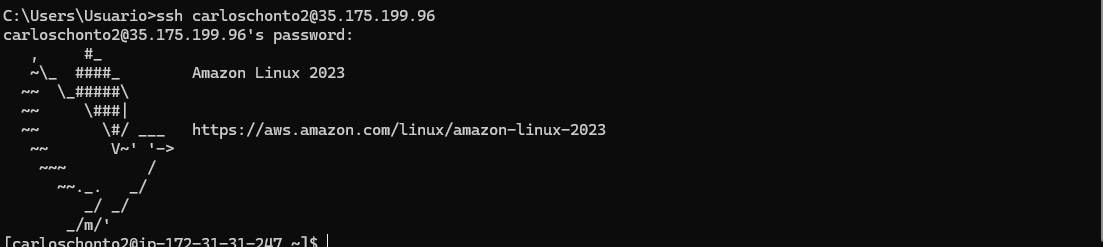 C:\Users\Usuario>ssh carloschonto2@35.175.199.96
carloschonto2@35.175.199.96's password:
   ,     #_
   ~\_  ####_        Amazon Linux 2023
  ~~  \_#####\
  ~~     \###|
  ~~       \#/ ___   https://aws.amazon.com/linux/amazon-linux-2023
   ~~       V~' '->
    ~~~         /
      ~~._.   _/
         _/ _/
       _/m/'
[carloschonto2@ip-172-31-31-247 ~]$